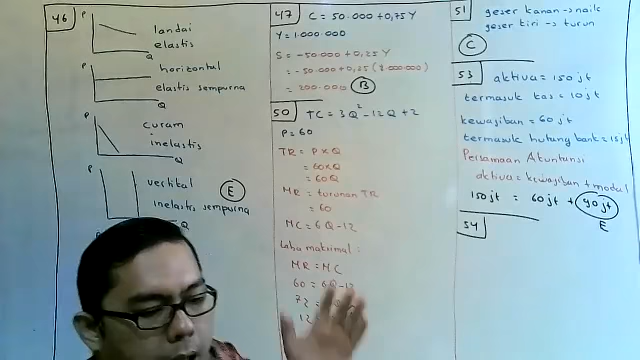 46
P
landai
elastis
Q
P
horizontal
elastis sempurna
Q
P
curam
inelastis
Q
P
vertikal
inelastis sempurna
Q
E
47
C = 50.000 + 0,75 Y
Y = 1.000.000
S = -50.000 + 0,25 Y
= -50.000 + 0,25 (1.000.000)
= 200.000
B
50
TC = 3Q² - 12Q + 2
P = 60
TR = P x Q
= 60 x Q
= 60Q
MR = turunan TR
= 60
MC = 6Q - 12
Laba maksimal :
MR = MC
60 = 6Q - 12
72 =
12
51
geser kanan → naik
geser kiri → turun
C
53
aktiva = 150 jt
termasuk kas = 10 jt
kewajiban = 60 jt
termasuk hutang bank = 15 jt
Persamaan Akuntansi
aktiva = kewajiban + modal
150 jt = 60 jt + 90 jt
E
54